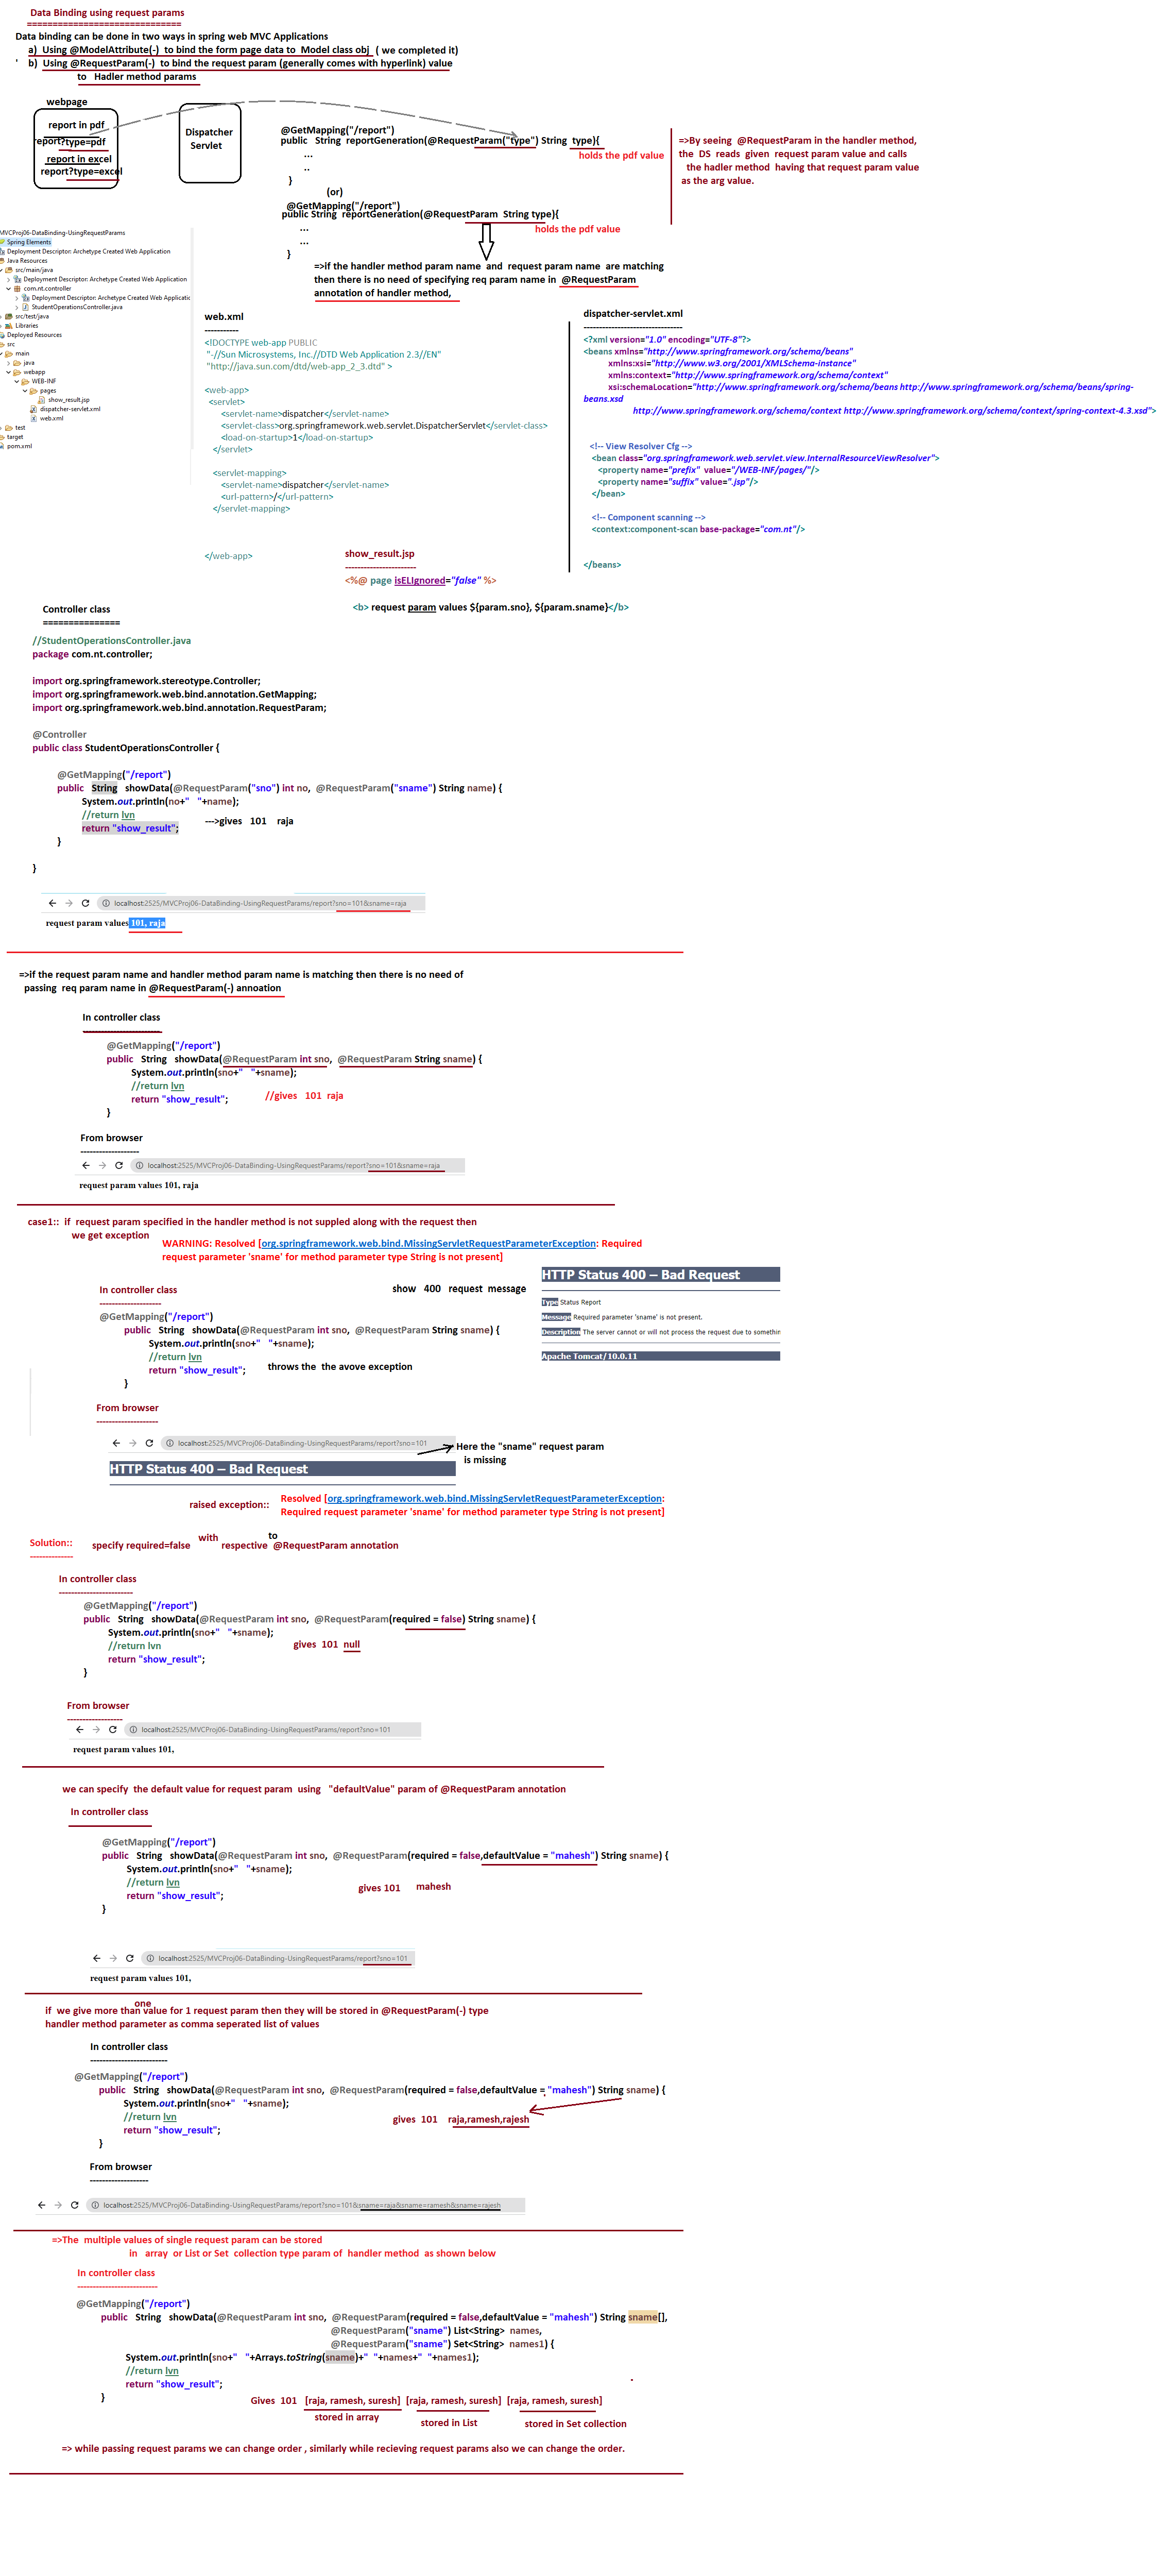 Data Binding using request params
==============================
Data binding can be done in two ways in spring web MVC Applications
a) Using @ModelAttribute(-) to bind the form page data to Model class obj ( we completed it)
' b) Using @RequestParam(-) to bind the request param (generally comes with hyperlink) value
to Hadler method params
webpage
report in pdf
report?type=pdf
report in excel
report?type=excel
Dispatcher
Servlet
@GetMapping("/report")
public String reportGeneration(@RequestParam("type") String type){
holds the pdf value
...
..
}
(or)
@GetMapping("/report")
public String reportGeneration(@RequestParam String type){
...
holds the pdf value
...
}
=>By seeing @RequestParam in the handler method,
the DS reads given request param value and calls
the hadler method having that request param value
as the arg value.
=>if the handler method param name and request param name are matching
then there is no need of specifying req param name in @RequestParam
annotation of handler method,
MVCProj06-DataBinding-UsingRequestParams
Spring Elements
Deployment Descriptor: Archetype Created Web Application
Java Resources
src/main/java
Deployment Descriptor: Archetype Created Web Application
com.nt.controller
Deployment Descriptor: Archetype Created Web Applicatic
StudentOperationsController.java
src/test/java
Libraries
Deployed Resources
src
main
java
webapp
WEB-INF
pages
show_result.jsp
dispatcher-servlet.xml
web.xml
test
target
pom.xml
web.xml
-----------
<!DOCTYPE web-app PUBLIC
"-//Sun Microsystems, Inc.//DTD Web Application 2.3//EN"
"http://java.sun.com/dtd/web-app_2_3.dtd" >
<web-app>
<servlet>
<servlet-name>dispatcher</servlet-name>
<servlet-class>org.springframework.web.servlet.DispatcherServlet</servlet-class>
<load-on-startup>1</load-on-startup>
</servlet>
<servlet-mapping>
<servlet-name>dispatcher</servlet-name>
<url-pattern>/</url-pattern>
</servlet-mapping>
</web-app>
dispatcher-servlet.xml
--------------------------------
<?xml version="1.0" encoding="UTF-8"?>
<beans xmlns="http://www.springframework.org/schema/beans"
xmlns:xsi="http://www.w3.org/2001/XMLSchema-instance"
xmlns:context="http://www.springframework.org/schema/context"
xsi:schemaLocation="http://www.springframework.org/schema/beans http://www.springframework.org/schema/beans/spring-
beans.xsd
http://www.springframework.org/schema/context http://www.springframework.org/schema/context/spring-context-4.3.xsd">
<!-- View Resolver Cfg -->
<bean class="org.springframework.web.servlet.view.InternalResourceViewResolver">
<property name="prefix" value="/WEB-INF/pages/"/>
<property name="suffix" value=".jsp"/>
</bean>
<!-- Component scanning -->
<context:component-scan base-package="com.nt"/>
</beans>
show_result.jsp
-----------------------
<%@ page isELIgnored="false" %>
<b> request param values ${param.sno}, ${param.sname}</b>
Controller class
===============
//StudentOperationsController.java
package com.nt.controller;
import org.springframework.stereotype.Controller;
import org.springframework.web.bind.annotation.GetMapping;
import org.springframework.web.bind.annotation.RequestParam;
@Controller
public class StudentOperationsController {
@GetMapping("/report")
public String showData(@RequestParam("sno") int no, @RequestParam("sname") String name) {
System.out.println(no+" "+name);
//return lvn
return "show_result"; --->gives 101 raja
}
}
localhost:2525/MVCProj06-DataBinding-UsingRequestParams/report?sno=101&sname=raja
request param values 101, raja
=>if the request param name and handler method param name is matching then there is no need of
passing req param name in @RequestParam(-) annoation
In controller class
-------------------------
@GetMapping("/report")
public String showData(@RequestParam int sno, @RequestParam String sname) {
System.out.println(sno+" "+sname);
//return lvn
return "show_result"; //gives 101 raja
}
From browser
-------------------
localhost:2525/MVCProj06-DataBinding-UsingRequestParams/report?sno=101&sname=raja
request param values 101, raja
case1:: if request param specified in the handler method is not suppled along with the request then
we get exception
WARNING: Resolved [org.springframework.web.bind.MissingServletRequestParameterException: Required
request parameter 'sname' for method parameter type String is not present]
In controller class
--------------------
show 400 request message
HTTP Status 400 – Bad Request
Type Status Report
Message Required parameter 'sname' is not present.
Description The server cannot or will not process the request due to somethin
Apache Tomcat/10.0.11
@GetMapping("/report")
public String showData(@RequestParam int sno, @RequestParam String sname) {
System.out.println(sno+" "+sname);
//return lvn
return "show_result"; throws the the avove exception
}
From browser
--------------------
localhost:2525/MVCProj06-DataBinding-UsingRequestParams/report?sno=101
Here the "sname" request param
is missing
HTTP Status 400 – Bad Request
raised exception:: Resolved [org.springframework.web.bind.MissingServletRequestParameterException:
Required request parameter 'sname' for method parameter type String is not present]
Solution::
--------------
specify required=false with respective to @RequestParam annotation
In controller class
------------------------
@GetMapping("/report")
public String showData(@RequestParam int sno, @RequestParam(required = false) String sname) {
System.out.println(sno+" "+sname);
//return lvn
gives 101 null
return "show_result";
}
From browser
------------------
localhost:2525/MVCProj06-DataBinding-UsingRequestParams/report?sno=101
request param values 101,
we can specify the default value for request param using "defaultValue" param of @RequestParam annotation
In controller class
@GetMapping("/report")
public String showData(@RequestParam int sno, @RequestParam(required = false,defaultValue = "mahesh") String sname) {
System.out.println(sno+" "+sname);
//return lvn
gives 101 mahesh
return "show_result";
}
localhost:2525/MVCProj06-DataBinding-UsingRequestParams/report?sno=101
request param values 101,
one
if we give more than value for 1 request param then they will be stored in @RequestParam(-) type
handler method parameter as comma seperated list of values
In controller class
-------------------------
@GetMapping("/report")
public String showData(@RequestParam int sno, @RequestParam(required = false,defaultValue = "mahesh") String sname) {
System.out.println(sno+" "+sname);
//return lvn
gives 101 raja,ramesh,rajesh
return "show_result";
}
From browser
-------------------
localhost:2525/MVCProj06-DataBinding-UsingRequestParams/report?sno=101&sname=raja&sname=ramesh&sname=rajesh
=>The multiple values of single request param can be stored
in array or List or Set collection type param of handler method as shown below
In controller class
--------------------------
@GetMapping("/report")
public String showData(@RequestParam int sno, @RequestParam(required = false,defaultValue = "mahesh") String sname[],
@RequestParam("sname") List<String> names,
@RequestParam("sname") Set<String> names1) {
System.out.println(sno+" "+Arrays.toString(sname)+" "+names+" "+names1);
//return lvn
return "show_result";
}
Gives 101 [raja, ramesh, suresh] [raja, ramesh, suresh] [raja, ramesh, suresh]
stored in array
stored in List
stored in Set collection
=> while passing request params we can change order , similarly while recieving request params also we can change the order.